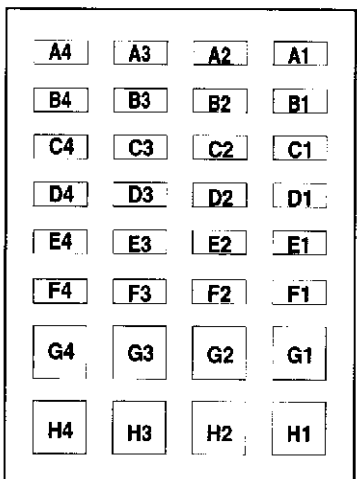 A4 A3 A2 A1
B4 B3 B2 B1
C4 C3 C2 C1
D4 D3 D2 D1
E4 E3 E2 E1
F4 F3 F2 F1
G4 G3 G2 G1
H4 H3 H2 H1